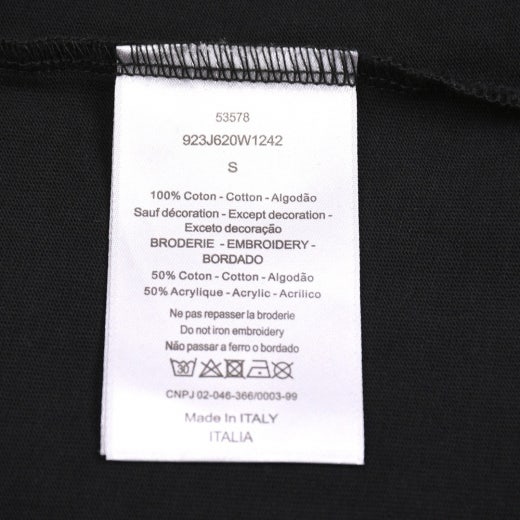 53578
923J620W1242
S
100% Coton - Cotton - Algodão
Sauf décoration - Except decoration -
Exceto decoração
BRODERIE - EMBROIDERY -
BORDADO
50% Coton - Cotton - Algodão
50% Acrylique - Acrylic - Acrilico
Ne pas repasser la broderie
Do not iron embroidery
Não passar a ferro o bordado
30
CNPJ 02-046-366/0003-99
Made In ITALY
ITALIA